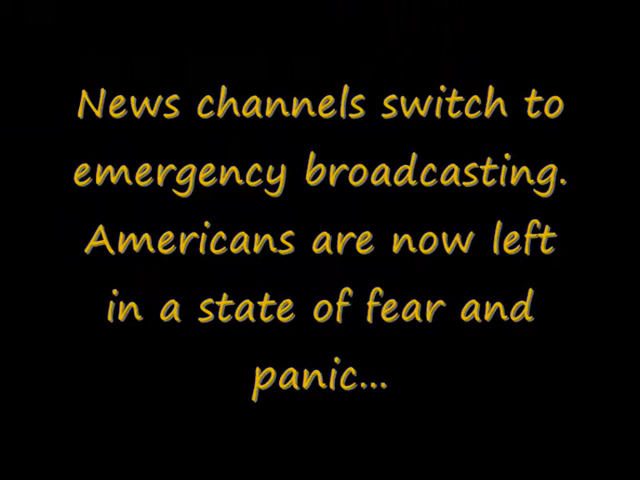 News channels switch to
emergency broadcasting.
Americans are now left
in a state of fear and
panic...